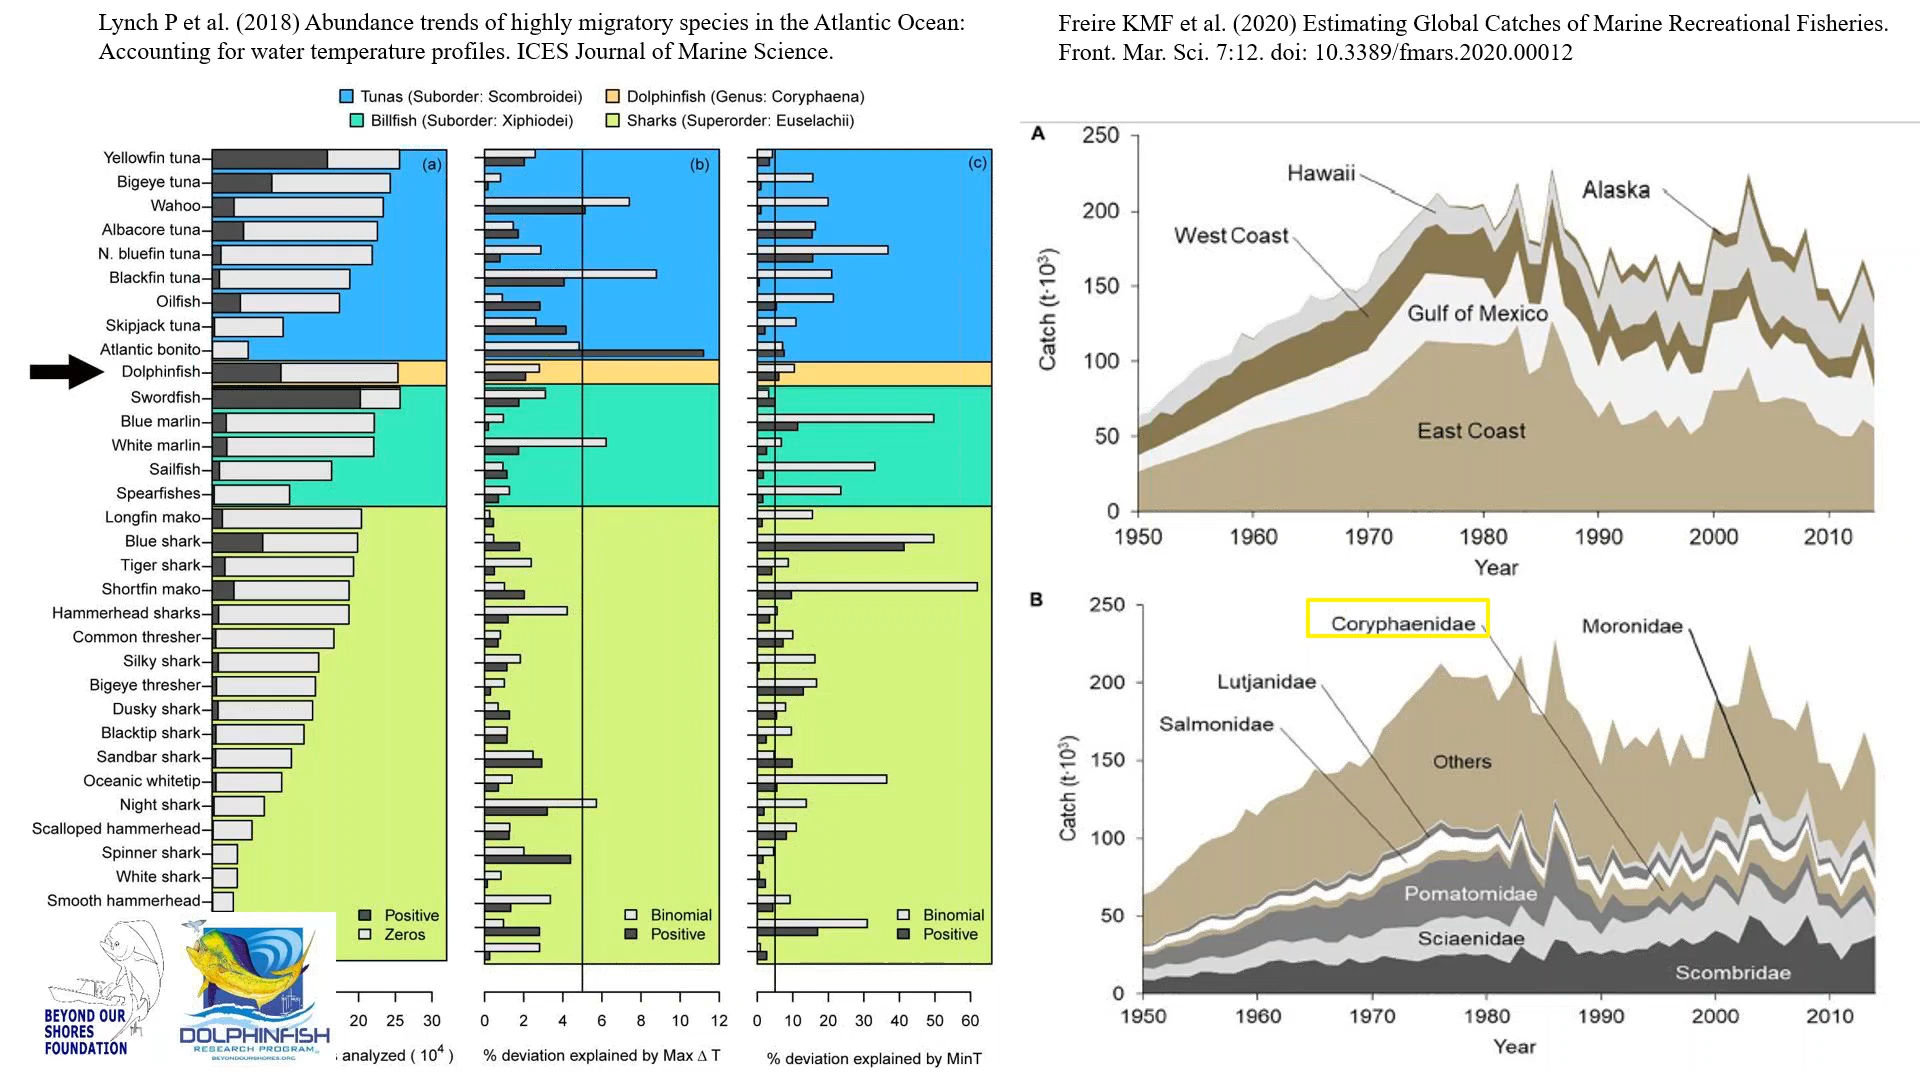 Lynch P et al. (2018) Abundance trends of highly migratory species in the Atlantic Ocean:
Accounting for water temperature profiles. ICES Journal of Marine Science.
Tunas (Suborder: Scombroidei)
Dolphinfish (Genus: Coryphaena)
Billfish (Suborder: Xiphiodei)
Sharks (Superorder: Euselachii)
Yellowfin tuna
Bigeye tuna
Wahoo
Albacore tuna
N. bluefin tuna
Blackfin tuna
Oilfish
Skipjack tuna
Atlantic bonito
Dolphinfish
Swordfish
Blue marlin
White marlin
Sailfish
Spearfishes
Longfin mako
Blue shark
Tiger shark
Shortfin mako
Hammerhead sharks
Common thresher
Silky shark
Bigeye thresher
Dusky shark
Blacktip shark
Sandbar shark
Oceanic whitetip
Night shark
Scalloped hammerhead
Spinner shark
White shark
Smooth hammerhead
(a)
Positive
Zeros
20 25 30
analyzed (10⁴)
(b)
Binomial
Positive
0 2 4 6 8 10 12
% deviation explained by Max Δ T
(c)
Binomial
Positive
0 10 20 30 40 50 60
% deviation explained by MinT
BEYOND OUR
SHORES
FOUNDATION
DOLPHINFISH
RESEARCH PROGRAM
BEYONDOURSHORES.ORG
Freire KMF et al. (2020) Estimating Global Catches of Marine Recreational Fisheries.
Front. Mar. Sci. 7:12. doi: 10.3389/fmars.2020.00012
A
250
200
150
100
50
0
Catch (t·10³)
Hawaii
Alaska
West Coast
Gulf of Mexico
East Coast
1950 1960 1970 1980 1990 2000 2010
Year
B
250
200
150
100
50
0
Catch (t·10³)
Coryphaenidae
Moronidae
Lutjanidae
Salmonidae
Others
Pomatomidae
Sciaenidae
Scombridae
1950 1960 1970 1980 1990 2000 2010
Year